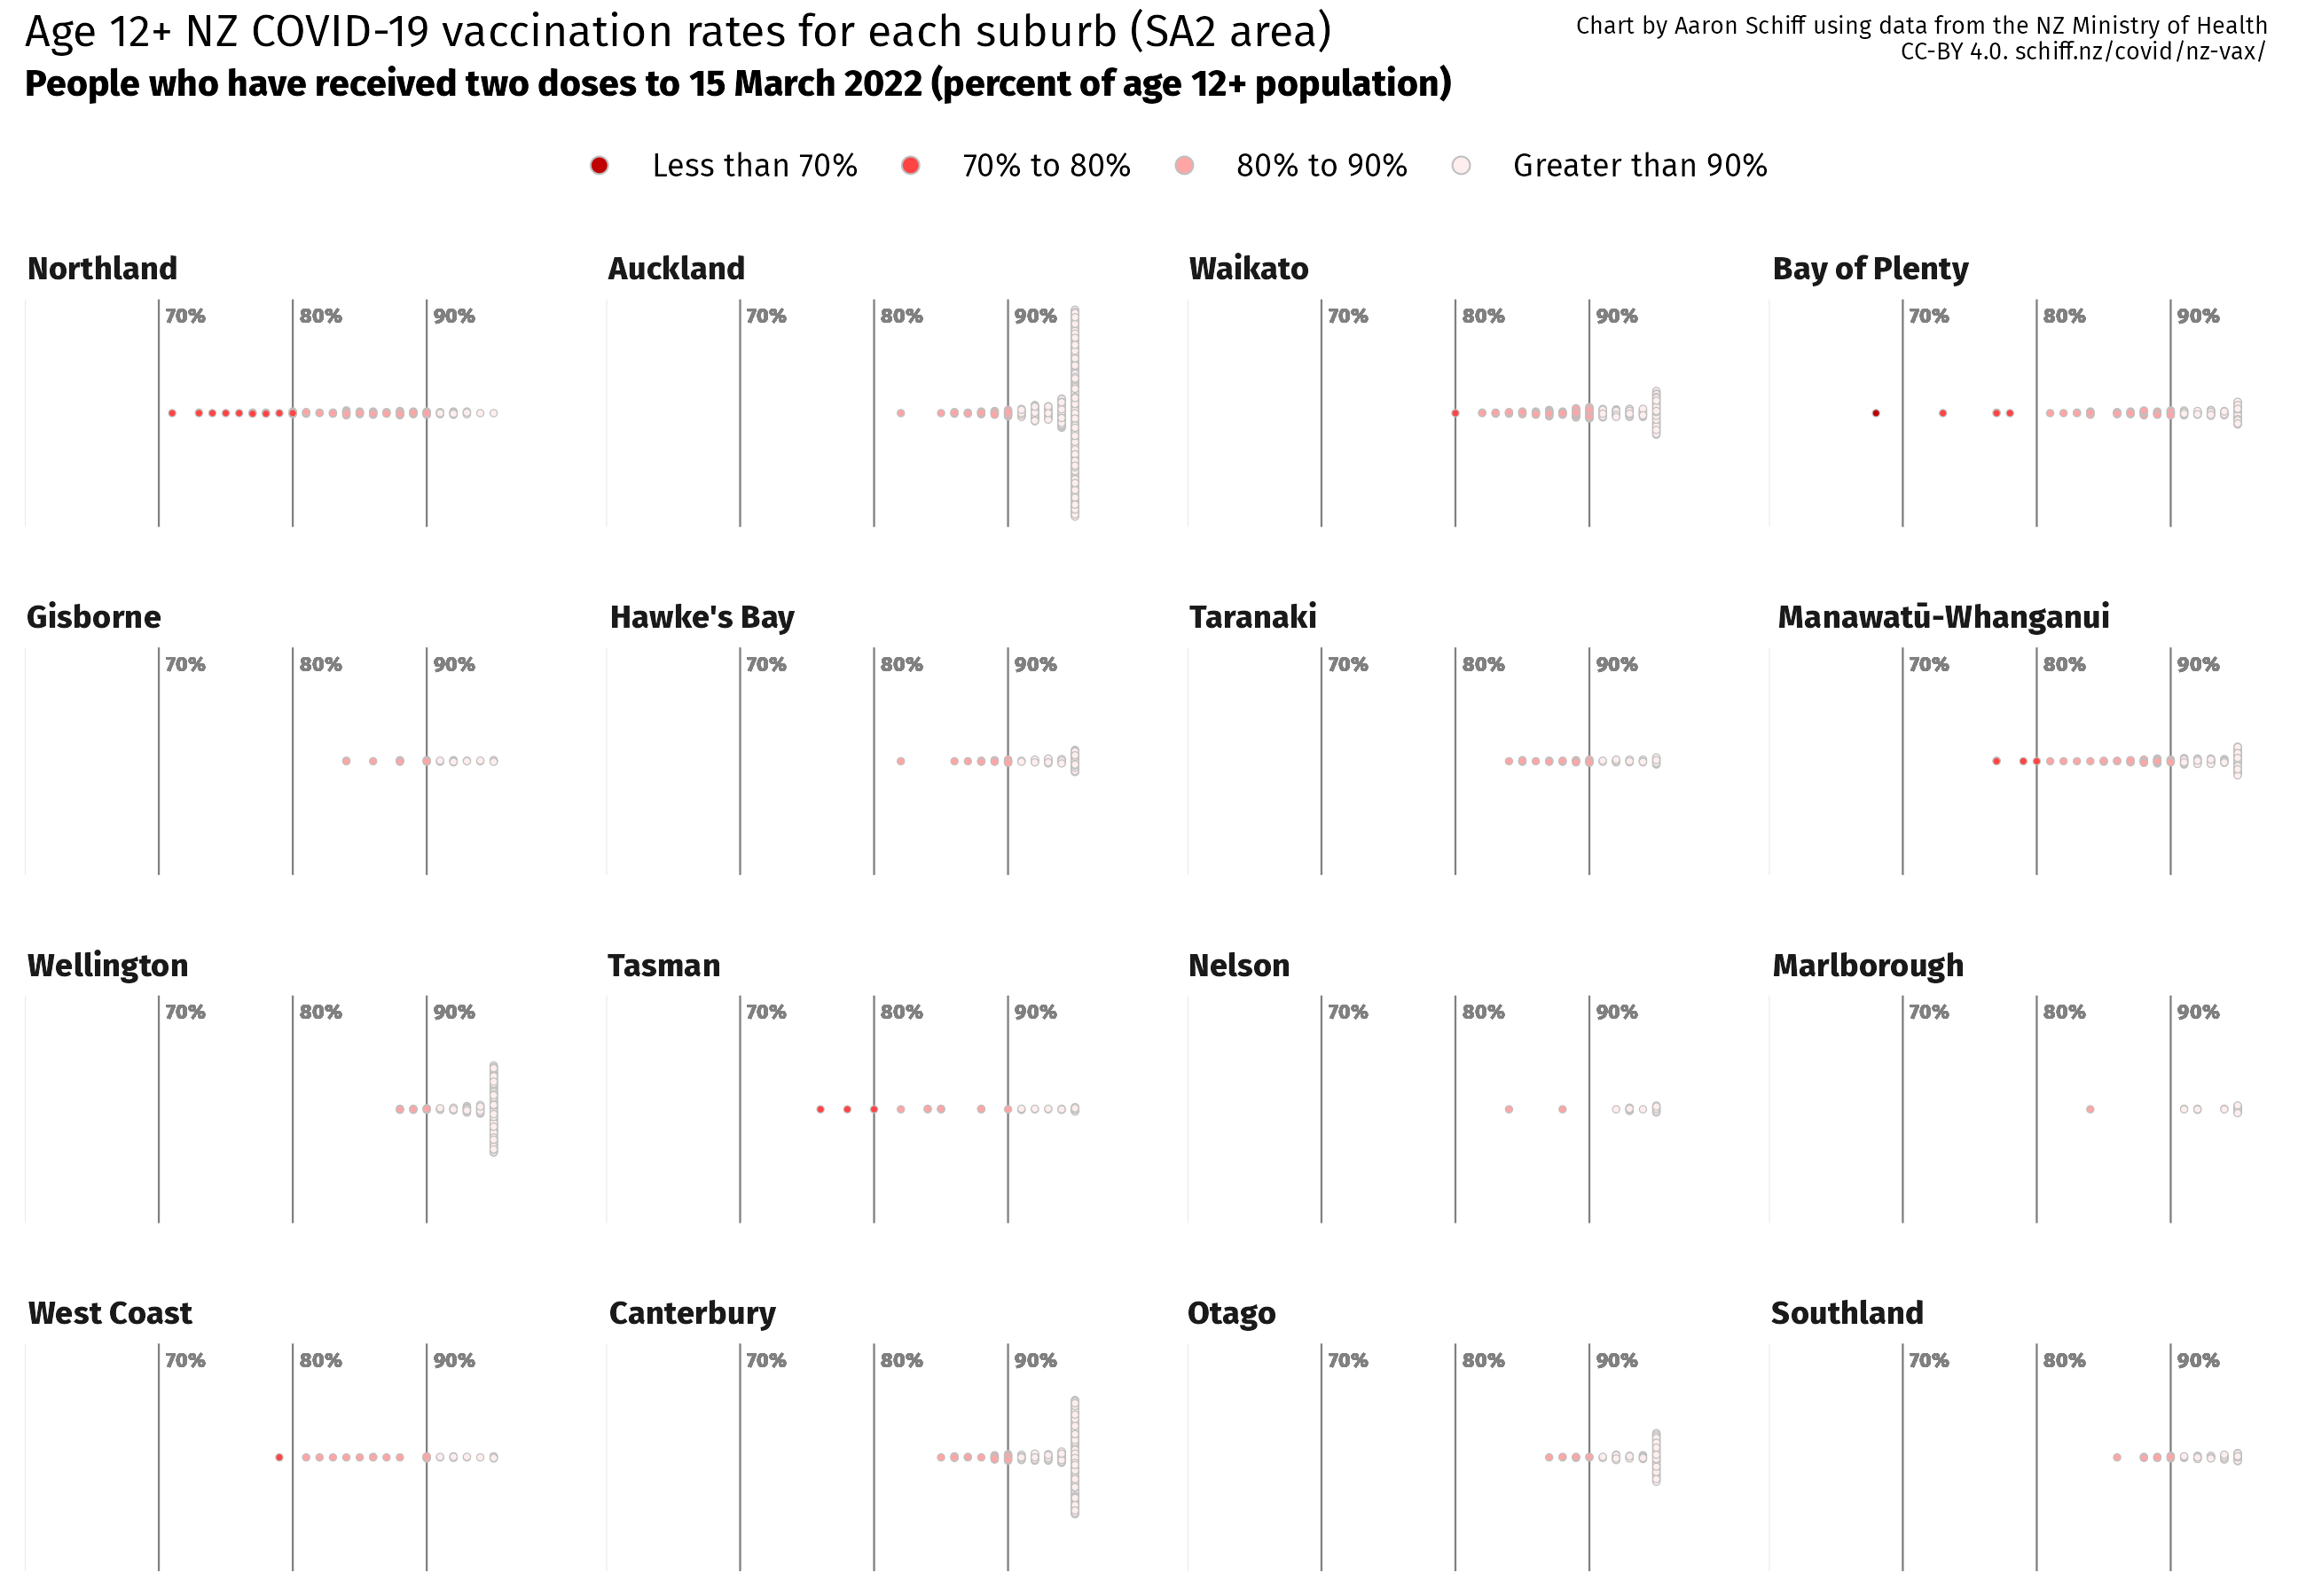 Age 12+ NZ COVID-19 vaccination rates for each suburb (SA2 area)
People who have received two doses to 15 March 2022 (percent of age 12+ population)
Chart by Aaron Schiff using data from the NZ Ministry of Health
CC-BY 4.0. schiff.nz/covid/nz-vax/
Less than 70% 70% to 80% 80% to 90% Greater than 90%
Northland
70% 80% 90%
Auckland
70% 80% 90%
Waikato
70% 80% 90%
Bay of Plenty
70% 80% 90%
Gisborne
70% 80% 90%
Hawke's Bay
70% 80% 90%
Taranaki
70% 80% 90%
Manawatū-Whanganui
70% 80% 90%
Wellington
70% 80% 90%
Tasman
70% 80% 90%
Nelson
70% 80% 90%
Marlborough
70% 80% 90%
West Coast
70% 80% 90%
Canterbury
70% 80% 90%
Otago
70% 80% 90%
Southland
70% 80% 90%